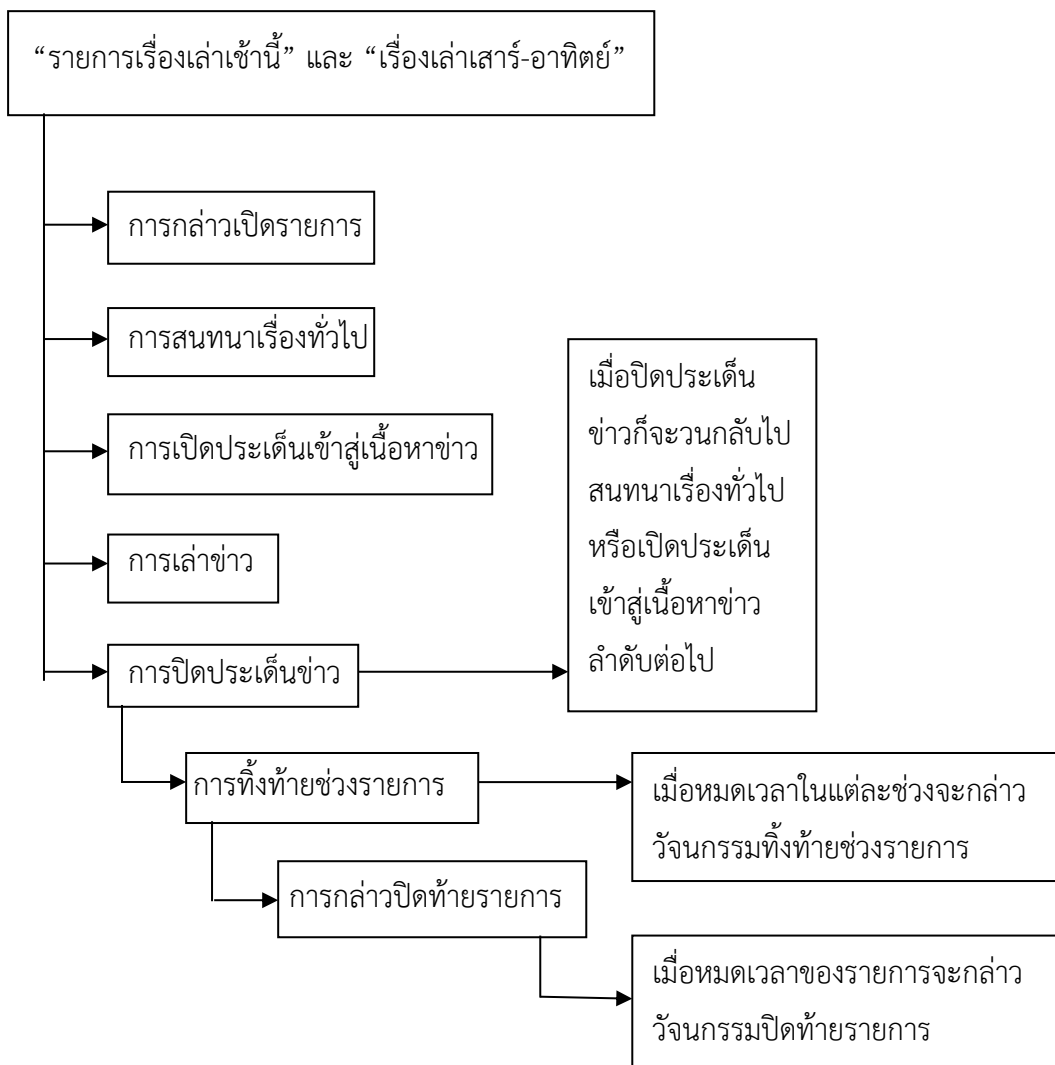 “รายการเรื่องเล่าเช้านี้” และ “เรื่องเล่าเสาร์-อาทิตย์”
การกล่าวเปิดรายการ
การสนทนาเรื่องทั่วไป
การเปิดประเด็นเข้าสู่เนื้อหาข่าว
การเล่าข่าว
การปิดประเด็นข่าว
เมื่อปิดประเด็น
ข่าวก็จะวนกลับไป
สนทนาเรื่องทั่วไป
หรือเปิดประเด็น
เข้าสู่เนื้อหาข่าว
ลำดับต่อไป
การทิ้งท้ายช่วงรายการ
เมื่อหมดเวลาในแต่ละช่วงจะกล่าว
วัจนกรรมทิ้งท้ายช่วงรายการ
การกล่าวปิดท้ายรายการ
เมื่อหมดเวลาของรายการจะกล่าว
วัจนกรรมปิดท้ายรายการ